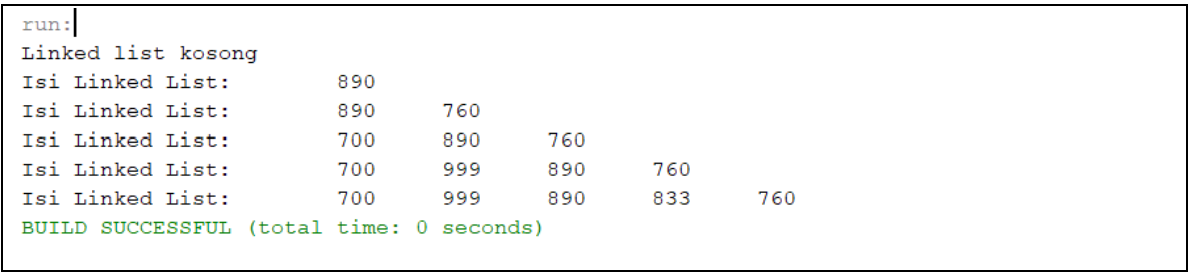 run:
Linked list kosong
Isi Linked List: 890
Isi Linked List: 890 760
Isi Linked List: 700 890 760
Isi Linked List: 700 999 890 760
Isi Linked List: 700 999 890 833 760
BUILD SUCCESSFUL (total time: 0 seconds)